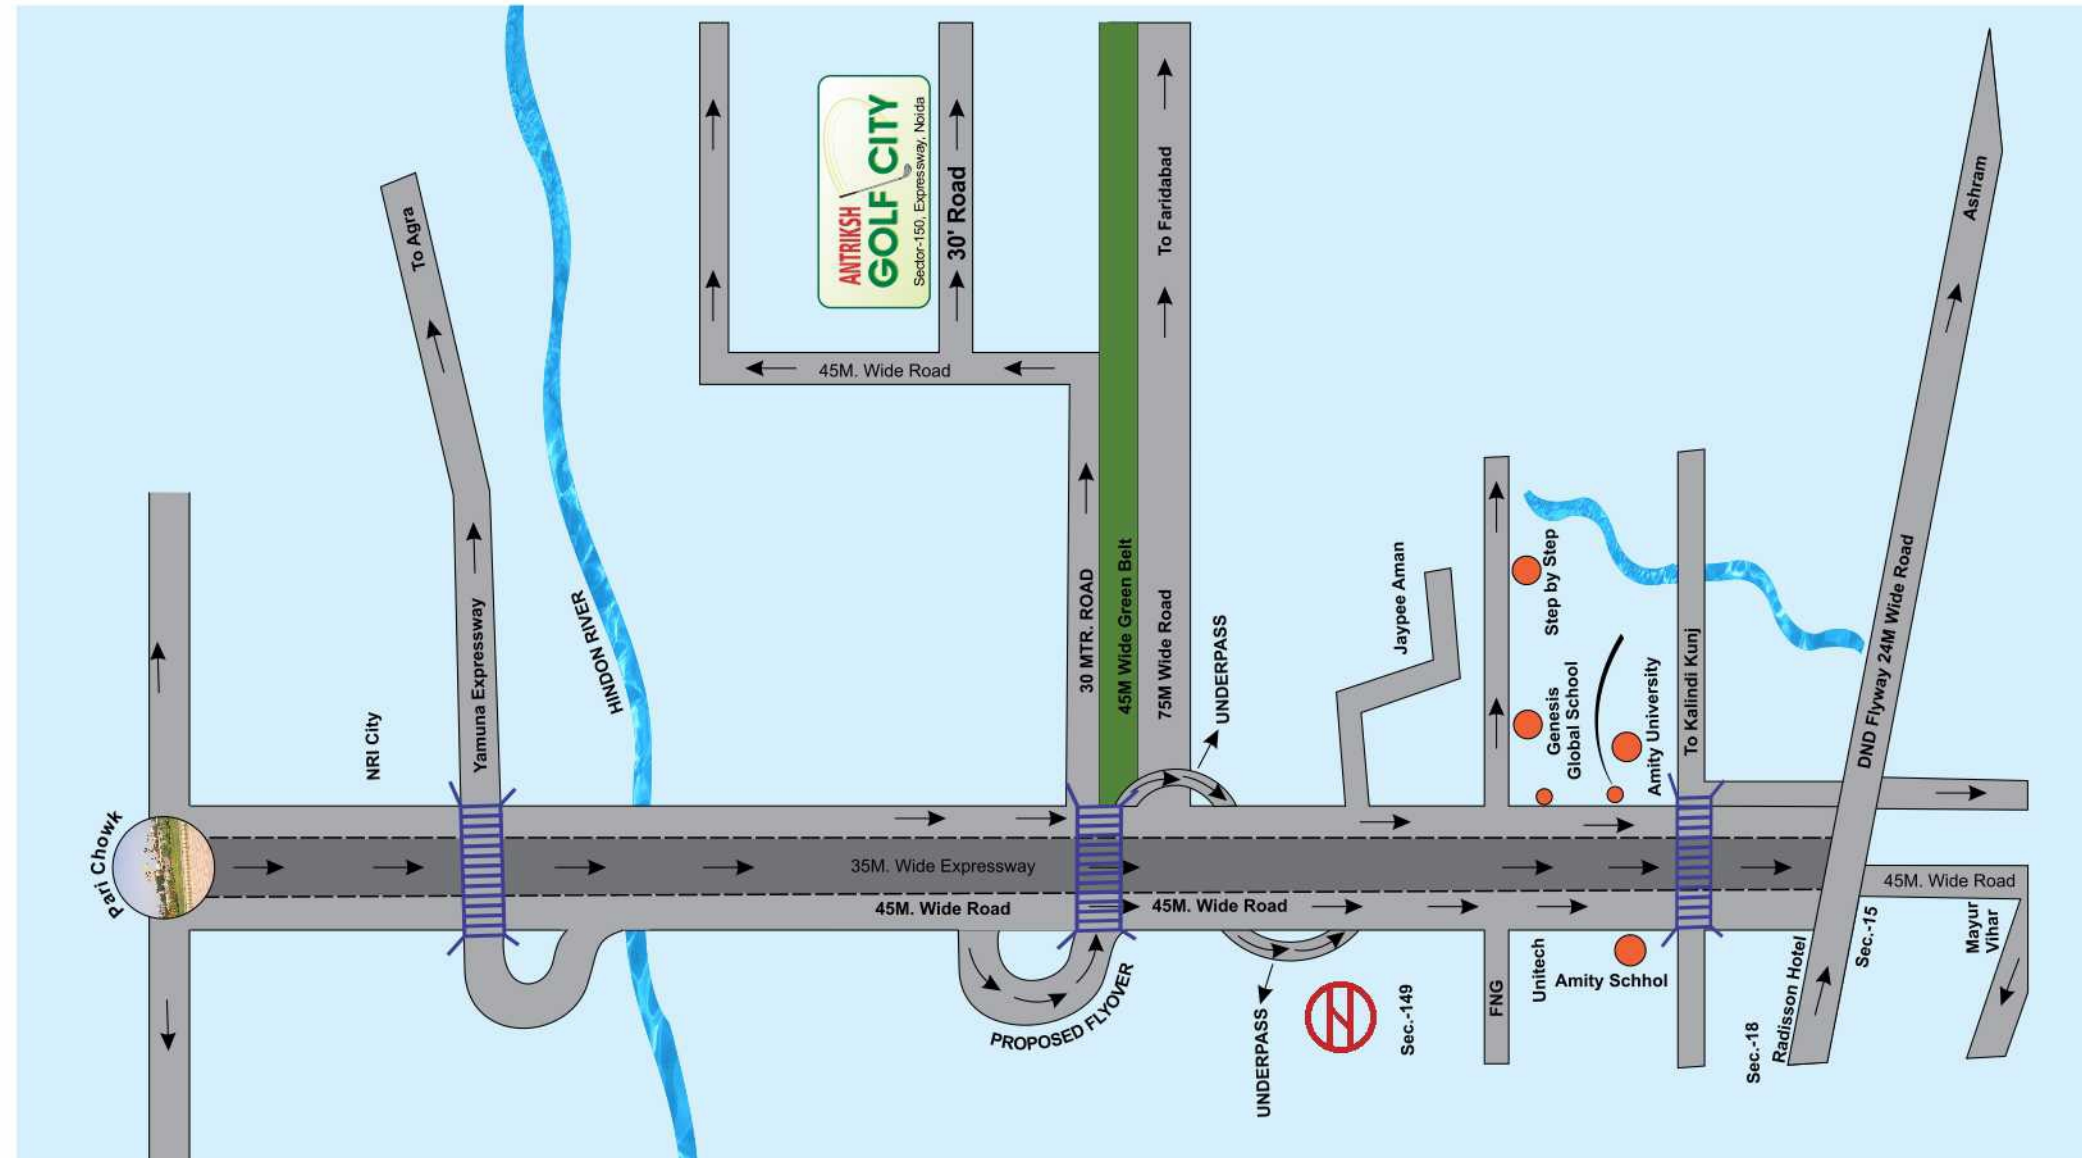 Pari Chowk
NRI City
To Agra
Yamuna Expressway
HINDON RIVER
ANTRIKSH
GOLF CITY
Sector-150, Expressway, Noida
30' Road
45M. Wide Road
30 MTR. ROAD
45M Wide Green Belt
75M Wide Road
To Faridabad
UNDERPASS
Jaypee Aman
Step by Step
Genesis
Global School
Amity University
To Kalindi Kunj
DND Flyway 24M Wide Road
Ashram
35M. Wide Expressway
45M. Wide Road
45M. Wide Road
45M. Wide Road
PROPOSED FLYOVER
UNDERPASS
Sec.-149
FNG
Unitech
Amity Schhol
Sec.-18
Radisson Hotel
Sec.-15
Mayur
Vihar